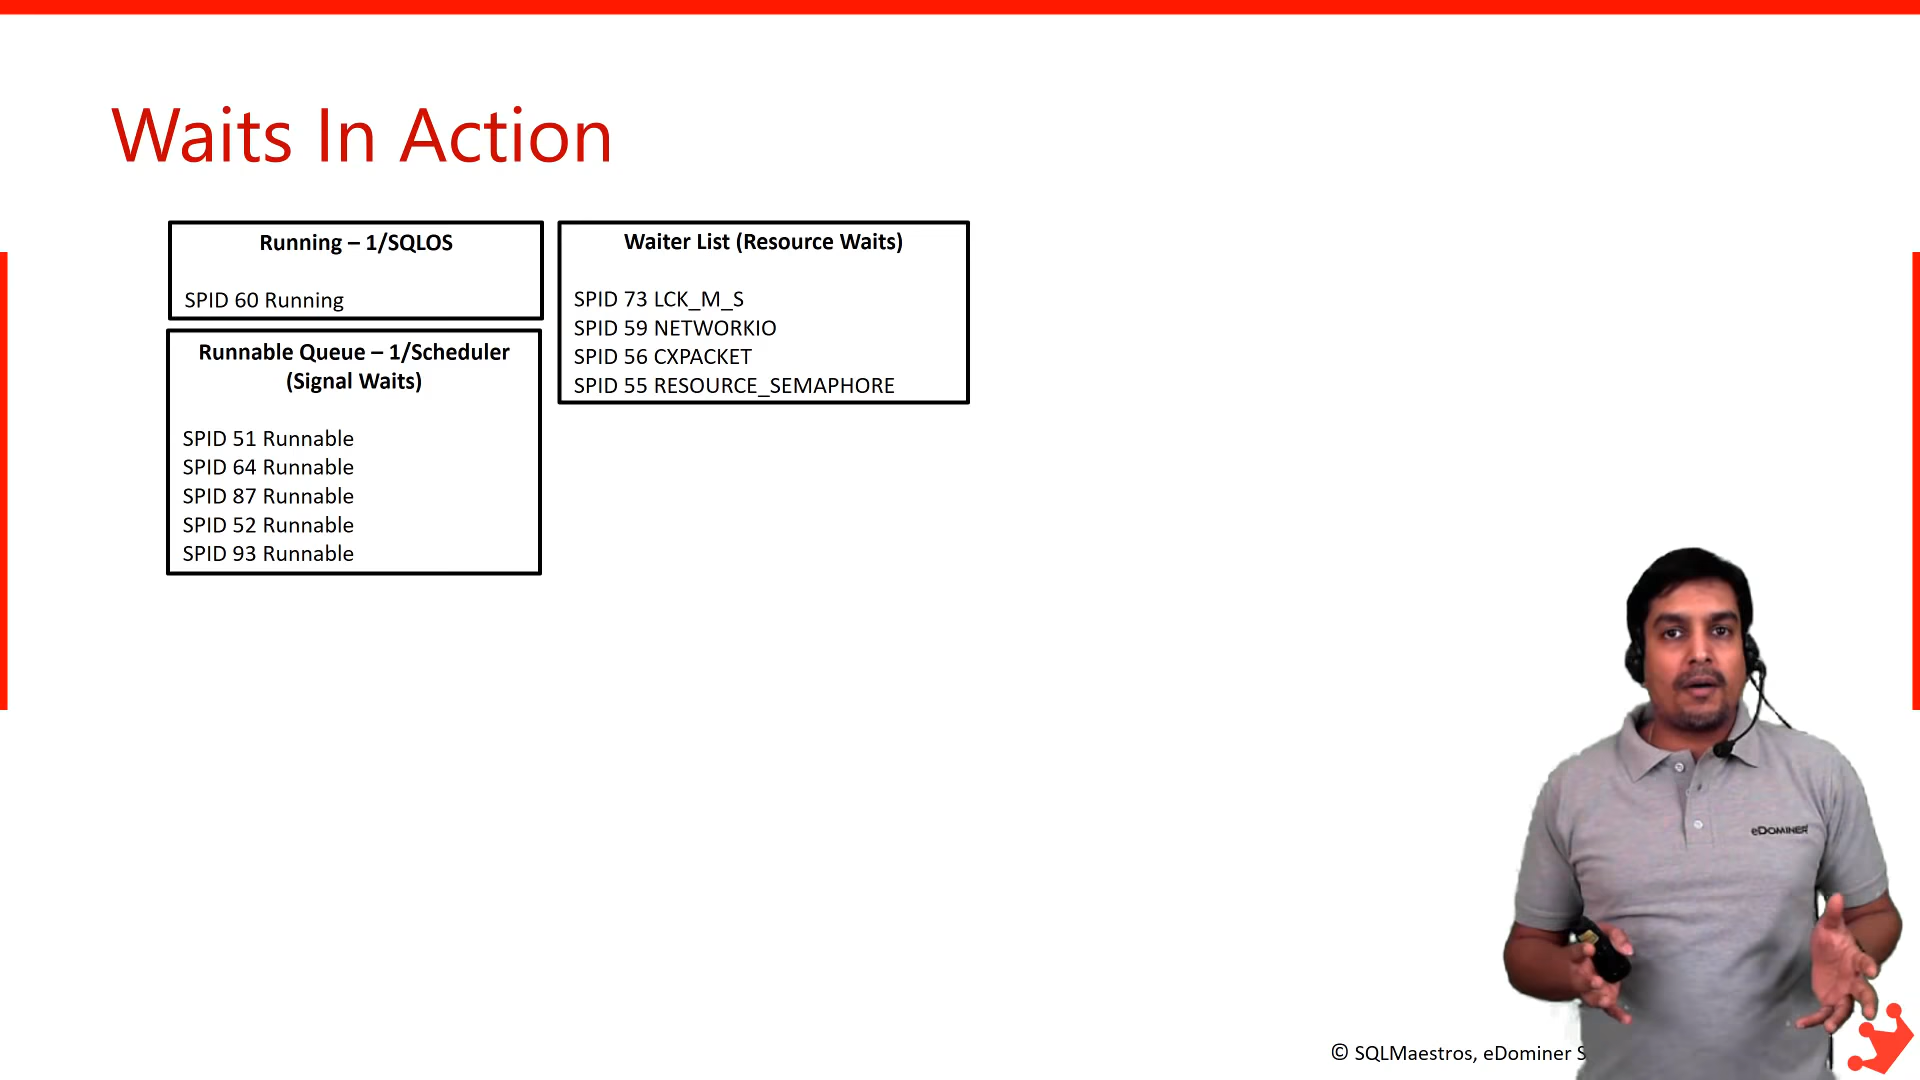 Waits In Action
Running – 1/SQLOS
SPID 60 Running
Runnable Queue – 1/Scheduler
(Signal Waits)
SPID 51 Runnable
SPID 64 Runnable
SPID 87 Runnable
SPID 52 Runnable
SPID 93 Runnable
Waiter List (Resource Waits)
SPID 73 LCK_M_S
SPID 59 NETWORKIO
SPID 56 CXPACKET
SPID 55 RESOURCE_SEMAPHORE
eDOMINER
© SQLMaestros, eDominer S